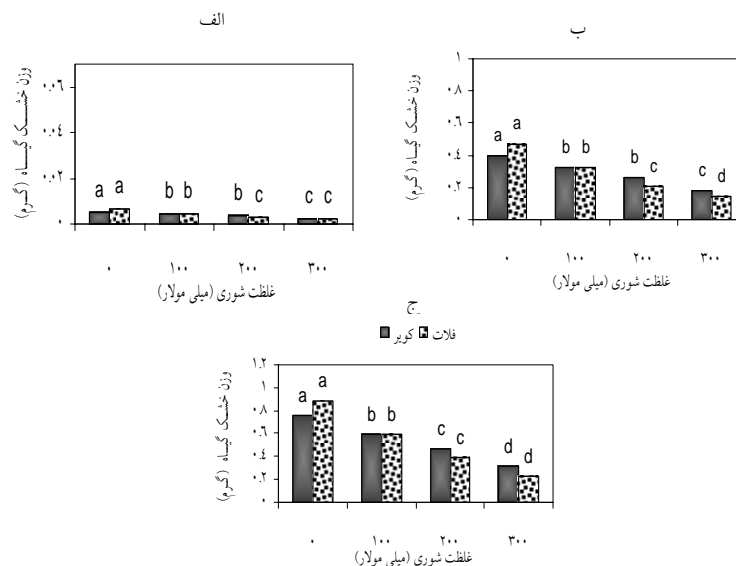 الف
وزن خشک گیاه (گرم)
۰.۰۶
۰.۰۴
۰.۰۲
۰
a a b b b c c c
۰ ۱۰۰ ۲۰۰ ۳۰۰
غلظت شوری (میلی مولار)
ب
وزن خشک گیاه (گرم)
۱
۰.۸
۰.۶
۰.۴
۰.۲
۰
a a b b b c c d
۰ ۱۰۰ ۲۰۰ ۳۰۰
غلظت شوری (میلی مولار)
ج
کویر فلات
وزن خشک گیاه (گرم)
۱.۲
۱
۰.۸
۰.۶
۰.۴
۰.۲
۰
a a b b c c d d
۰ ۱۰۰ ۲۰۰ ۳۰۰
غلظت شوری (میلی مولار)